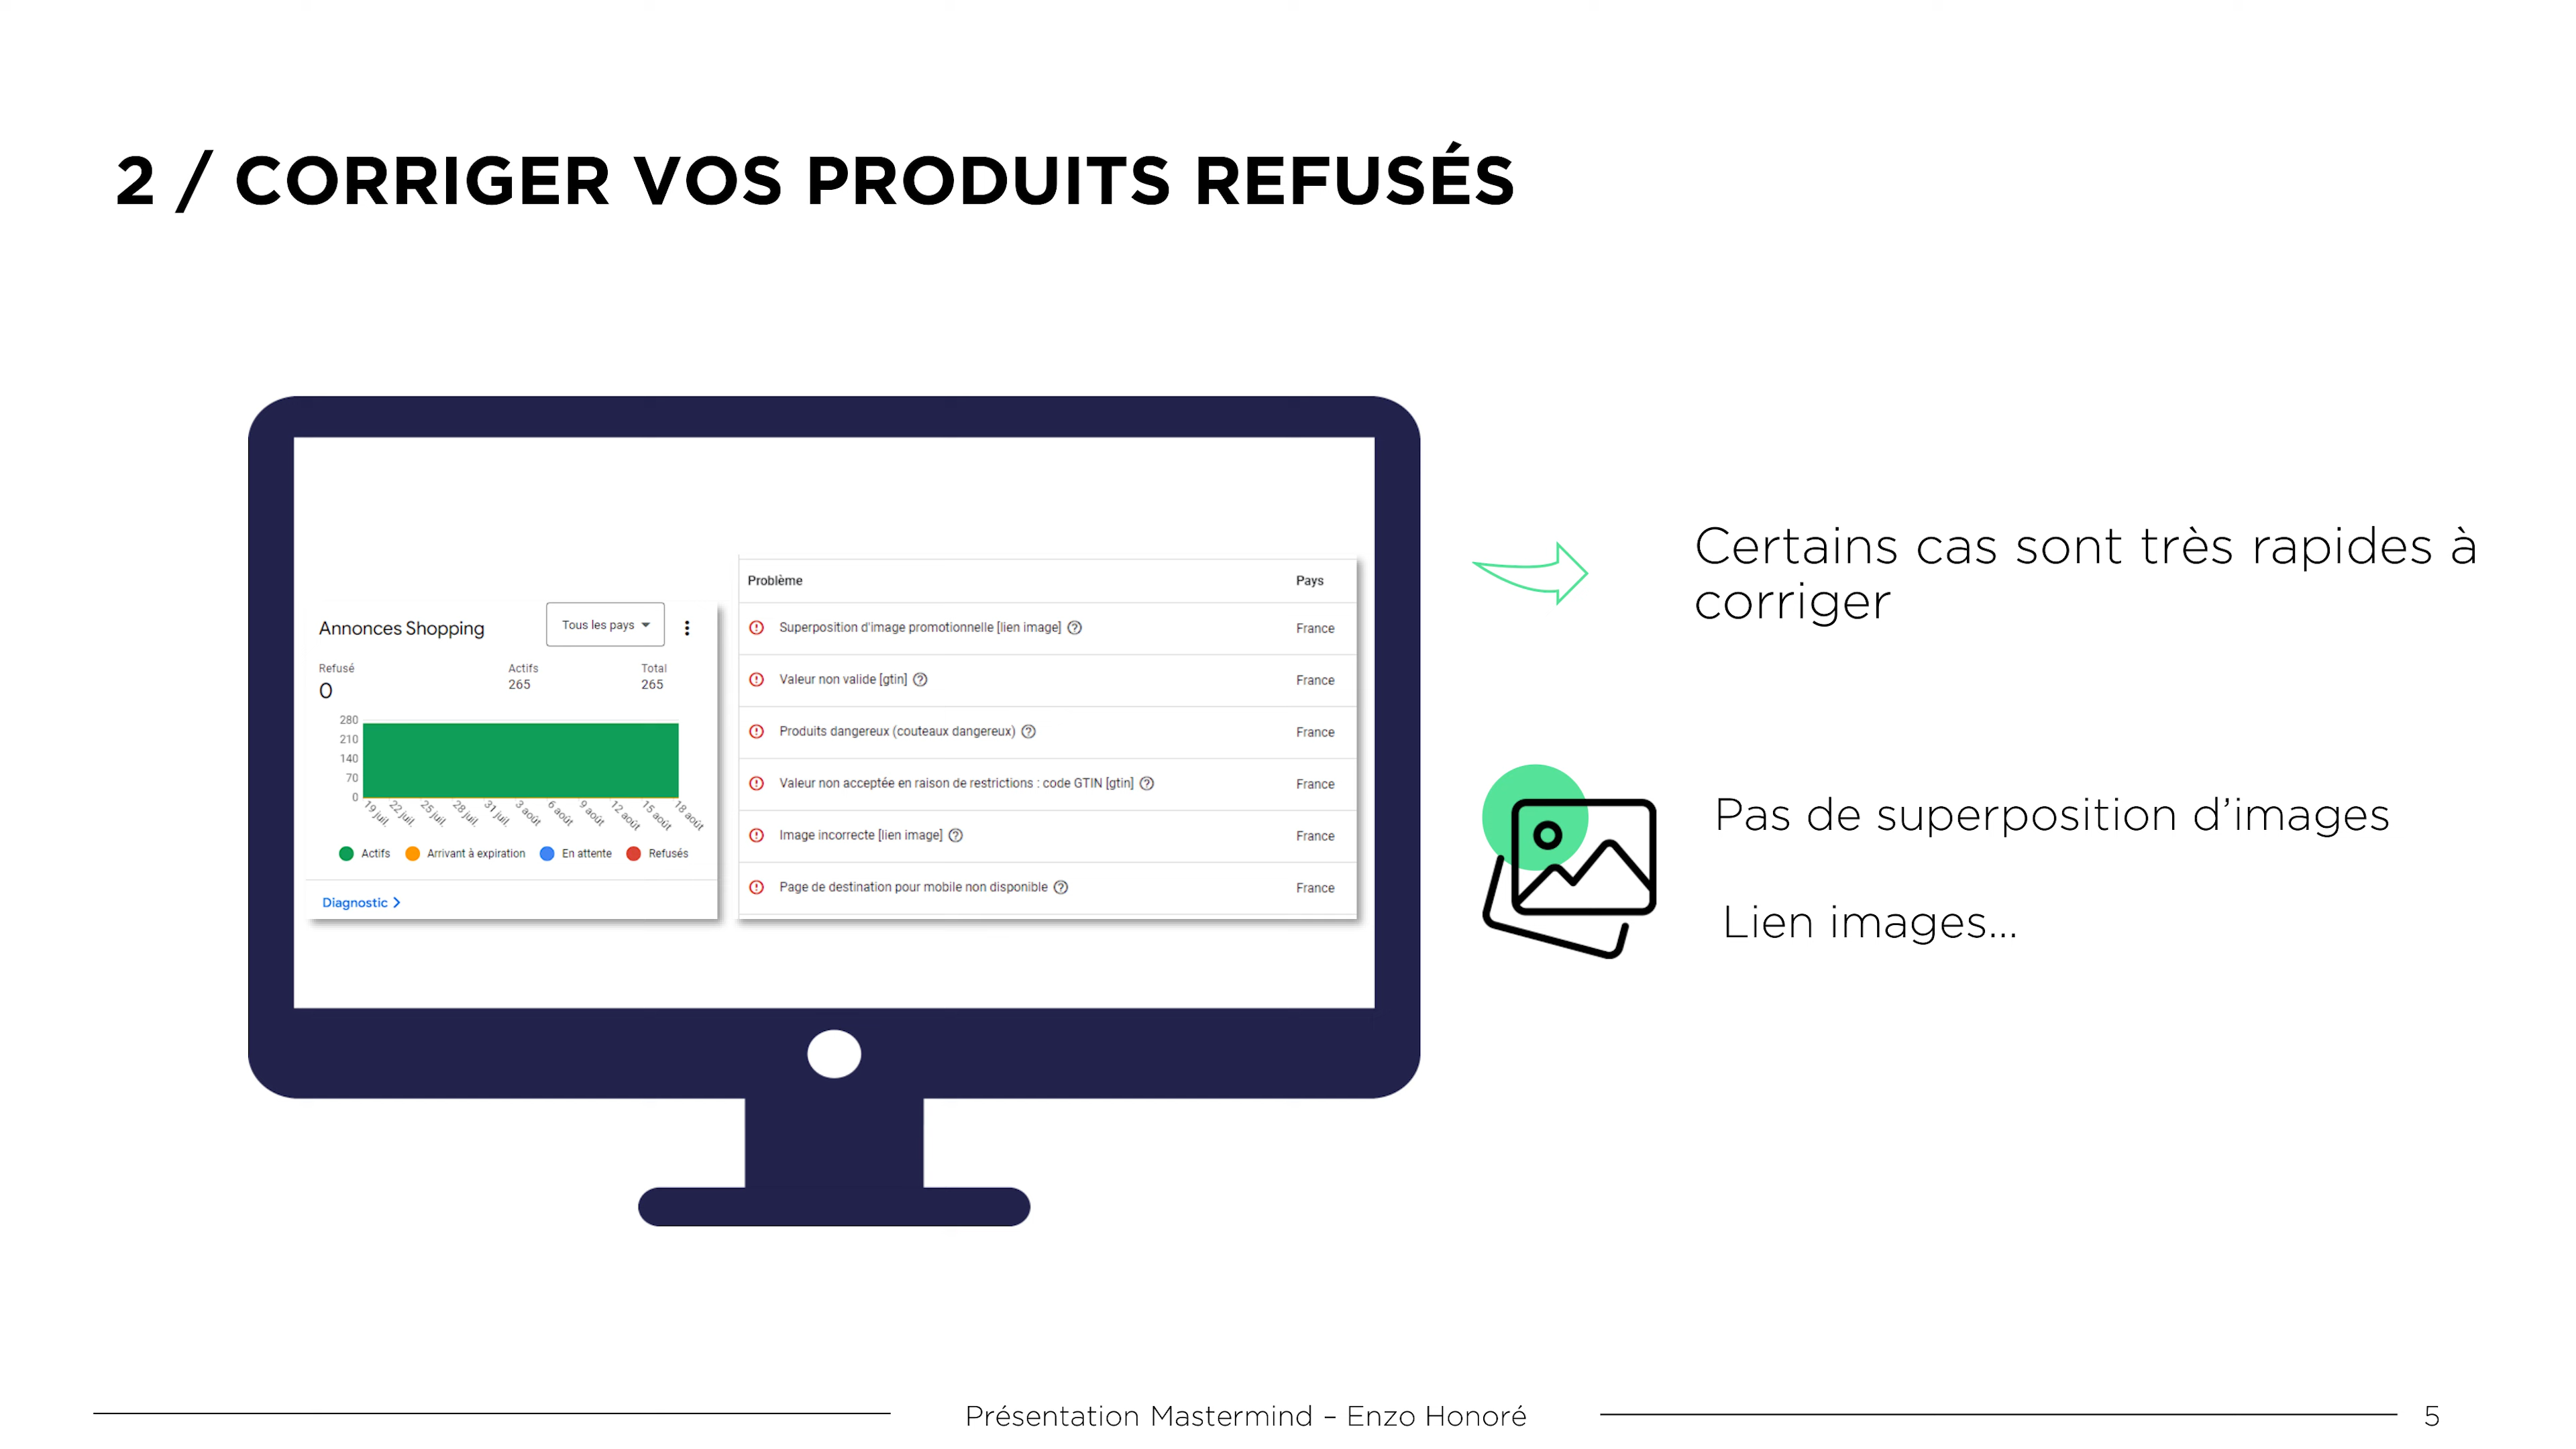 2 / CORRIGER VOS PRODUITS REFUSÉS
Annonces Shopping
Tous les pays
Refusé
Actifs
Total
0
265
265
280
210
140
70
0
19 juil.
22 juil.
25 juil.
28 juil.
31 juil.
3 août
6 août
9 août
12 août
15 août
18 août
Actifs
Arrivant à expiration
En attente
Refusés
Diagnostic
Problème
Pays
Superposition d'image promotionnelle [lien image]
France
Valeur non valide [gtin]
France
Produits dangereux (couteaux dangereux)
France
Valeur non acceptée en raison de restrictions : code GTIN [gtin]
France
Image incorrecte [lien image]
France
Page de destination pour mobile non disponible
France
Certains cas sont très rapides à
corriger
Pas de superposition d’images
Lien images...
Présentation Mastermind – Enzo Honoré
5